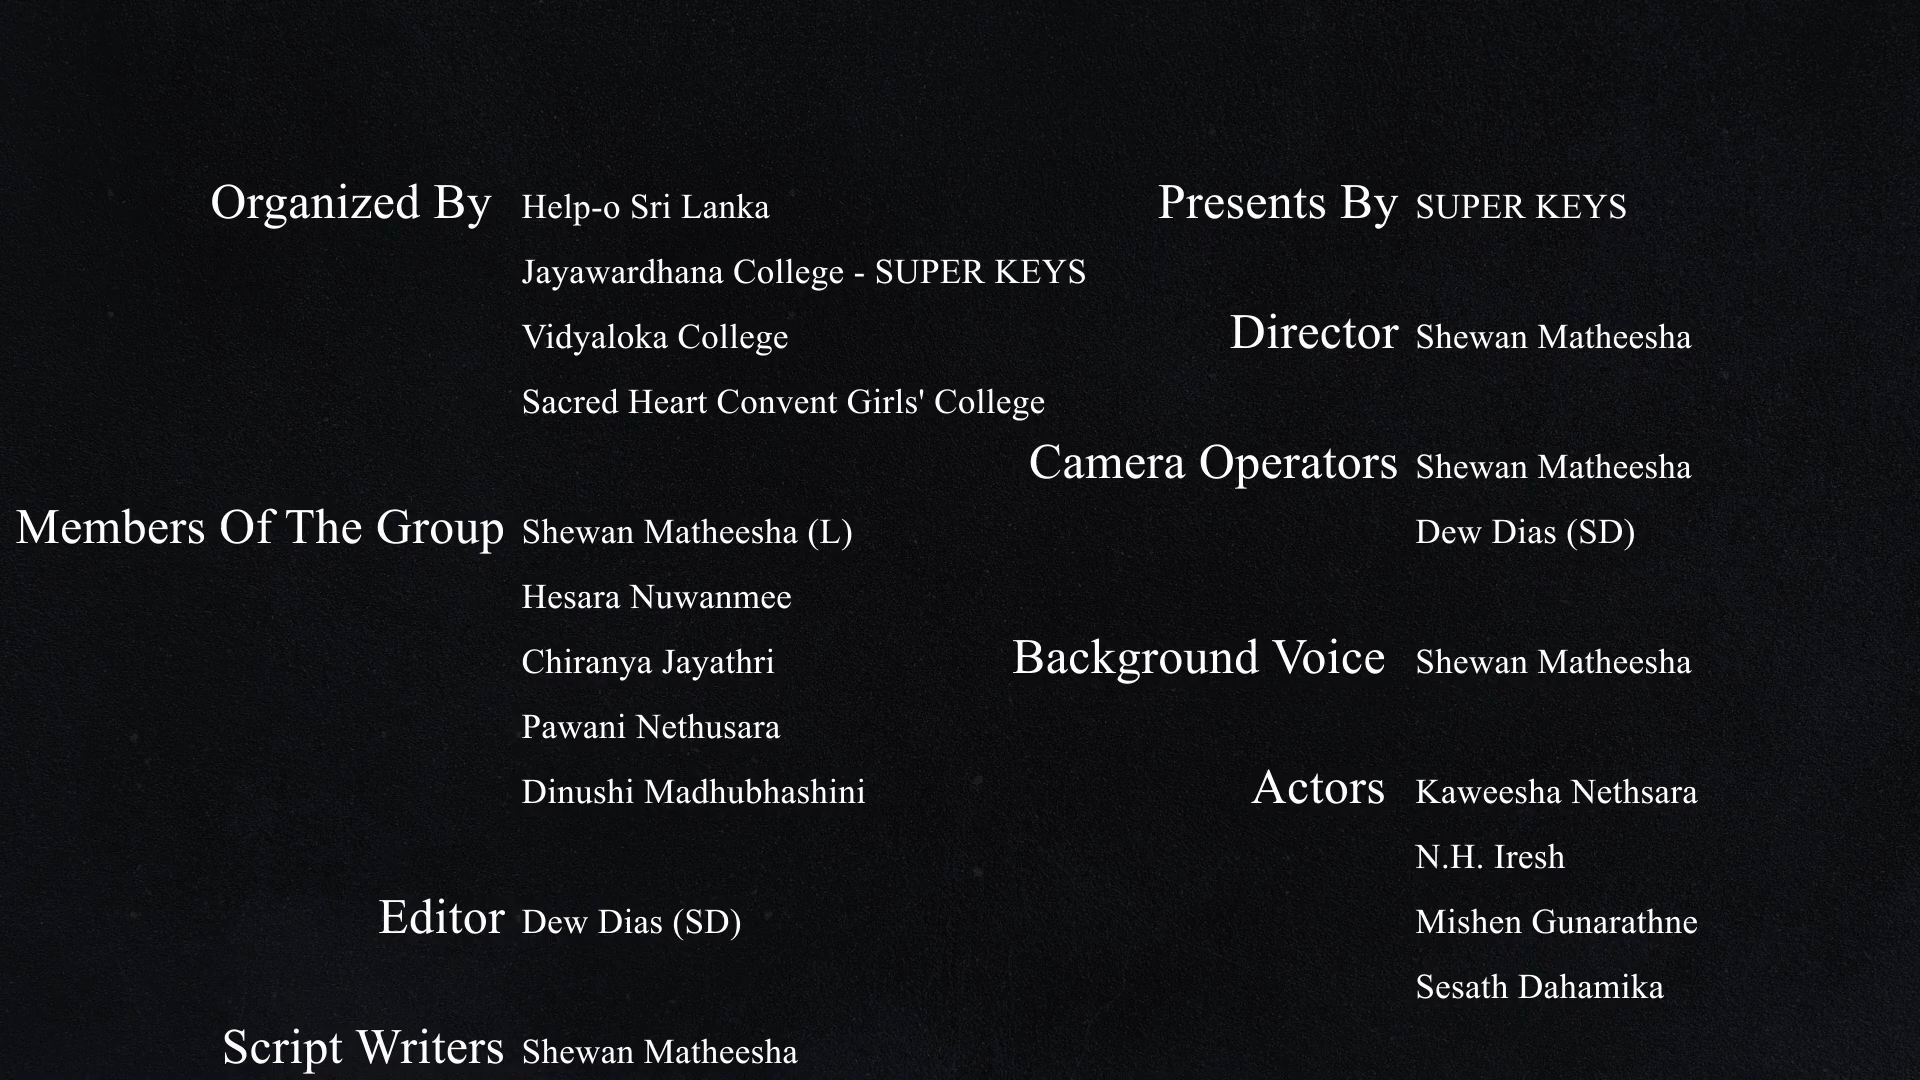 Organized By Help-o Sri Lanka
Jayawardhana College - SUPER KEYS
Vidyaloka College
Sacred Heart Convent Girls' College
Members Of The Group Shewan Matheesha (L)
Hesara Nuwanmee
Chiranya Jayathri
Pawani Nethusara
Dinushi Madhubhashini
Editor Dew Dias (SD)
Script Writers Shewan Matheesha
Presents By SUPER KEYS
Director Shewan Matheesha
Camera Operators Shewan Matheesha
Dew Dias (SD)
Background Voice Shewan Matheesha
Actors Kaweesha Nethsara
N.H. Iresh
Mishen Gunarathne
Sesath Dahamika